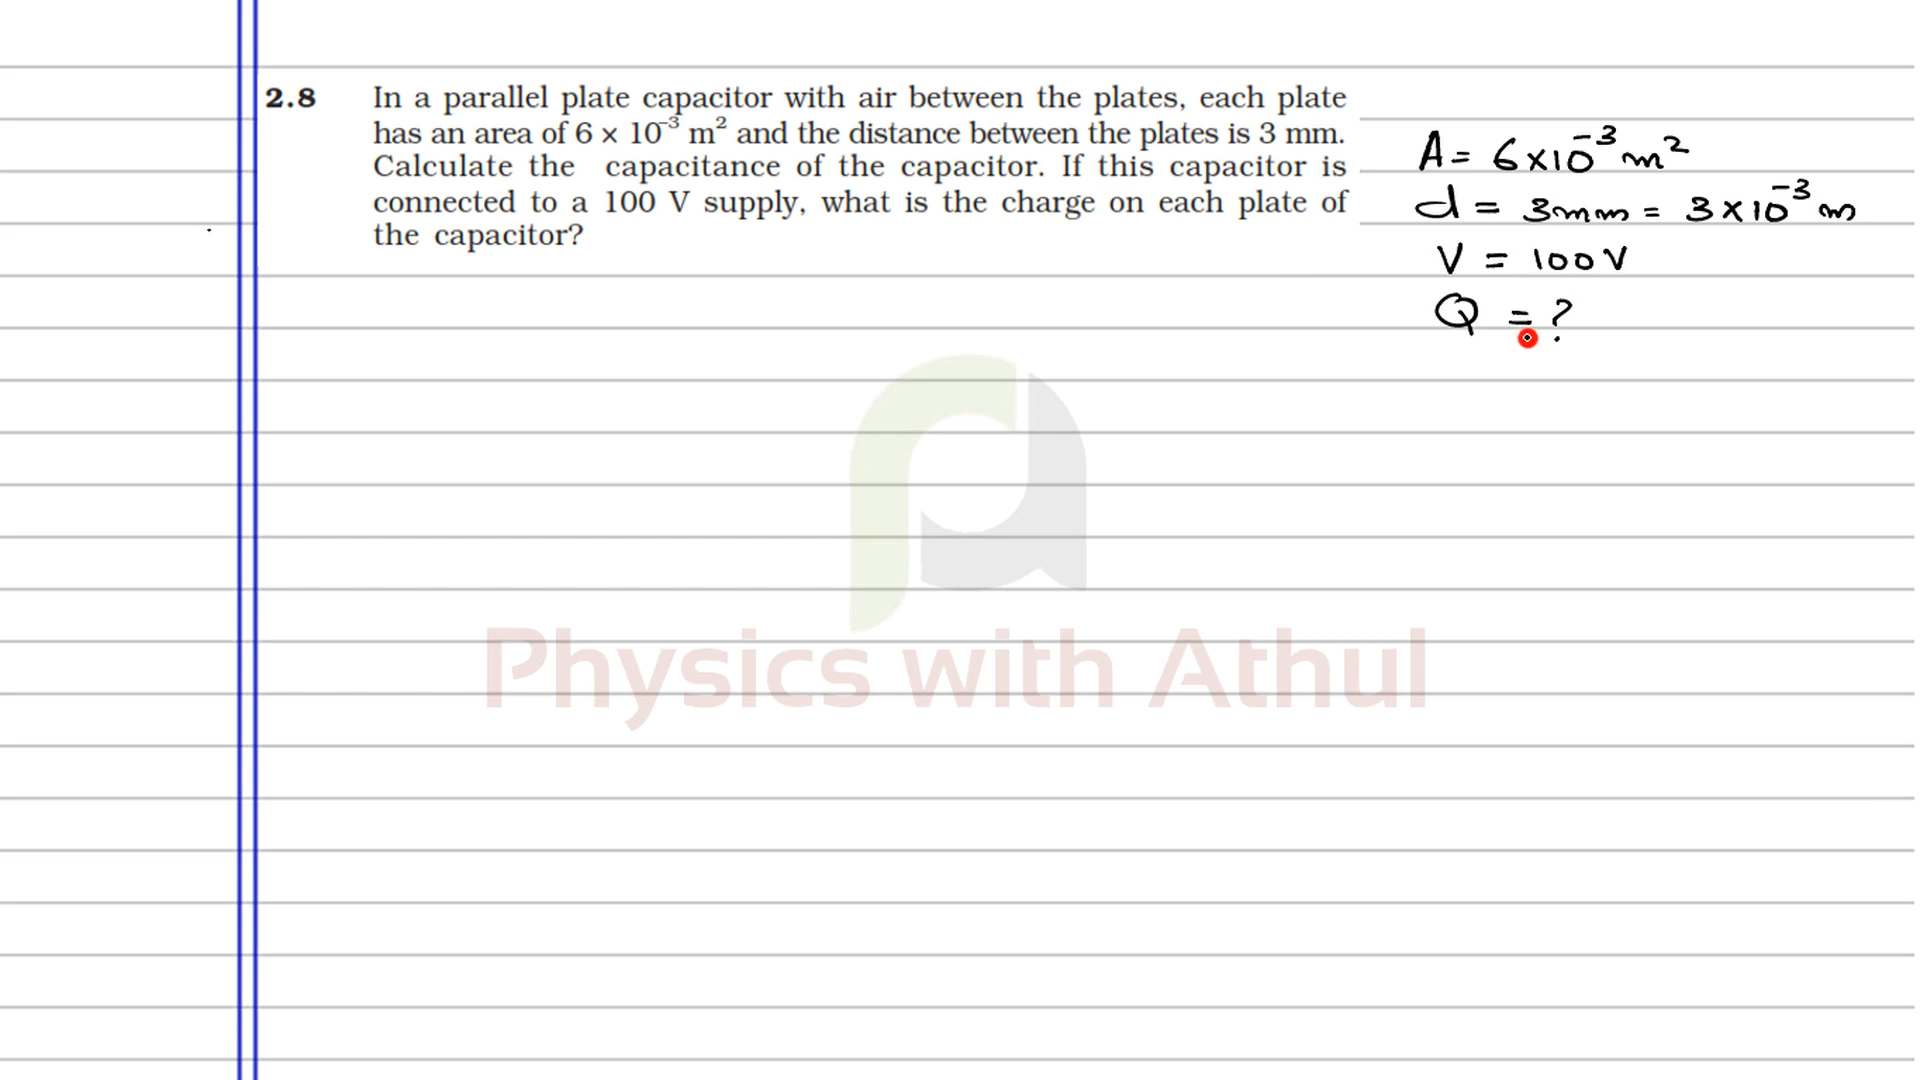 2.8 In a parallel plate capacitor with air between the plates, each plate
has an area of 6 × 10⁻³ m² and the distance between the plates is 3 mm.
Calculate the capacitance of the capacitor. If this capacitor is
connected to a 100 V supply, what is the charge on each plate of
the capacitor?
A = 6×10⁻³ m²
d = 3mm = 3×10⁻³ m
V = 100V
Q = ?
Physics with Athul